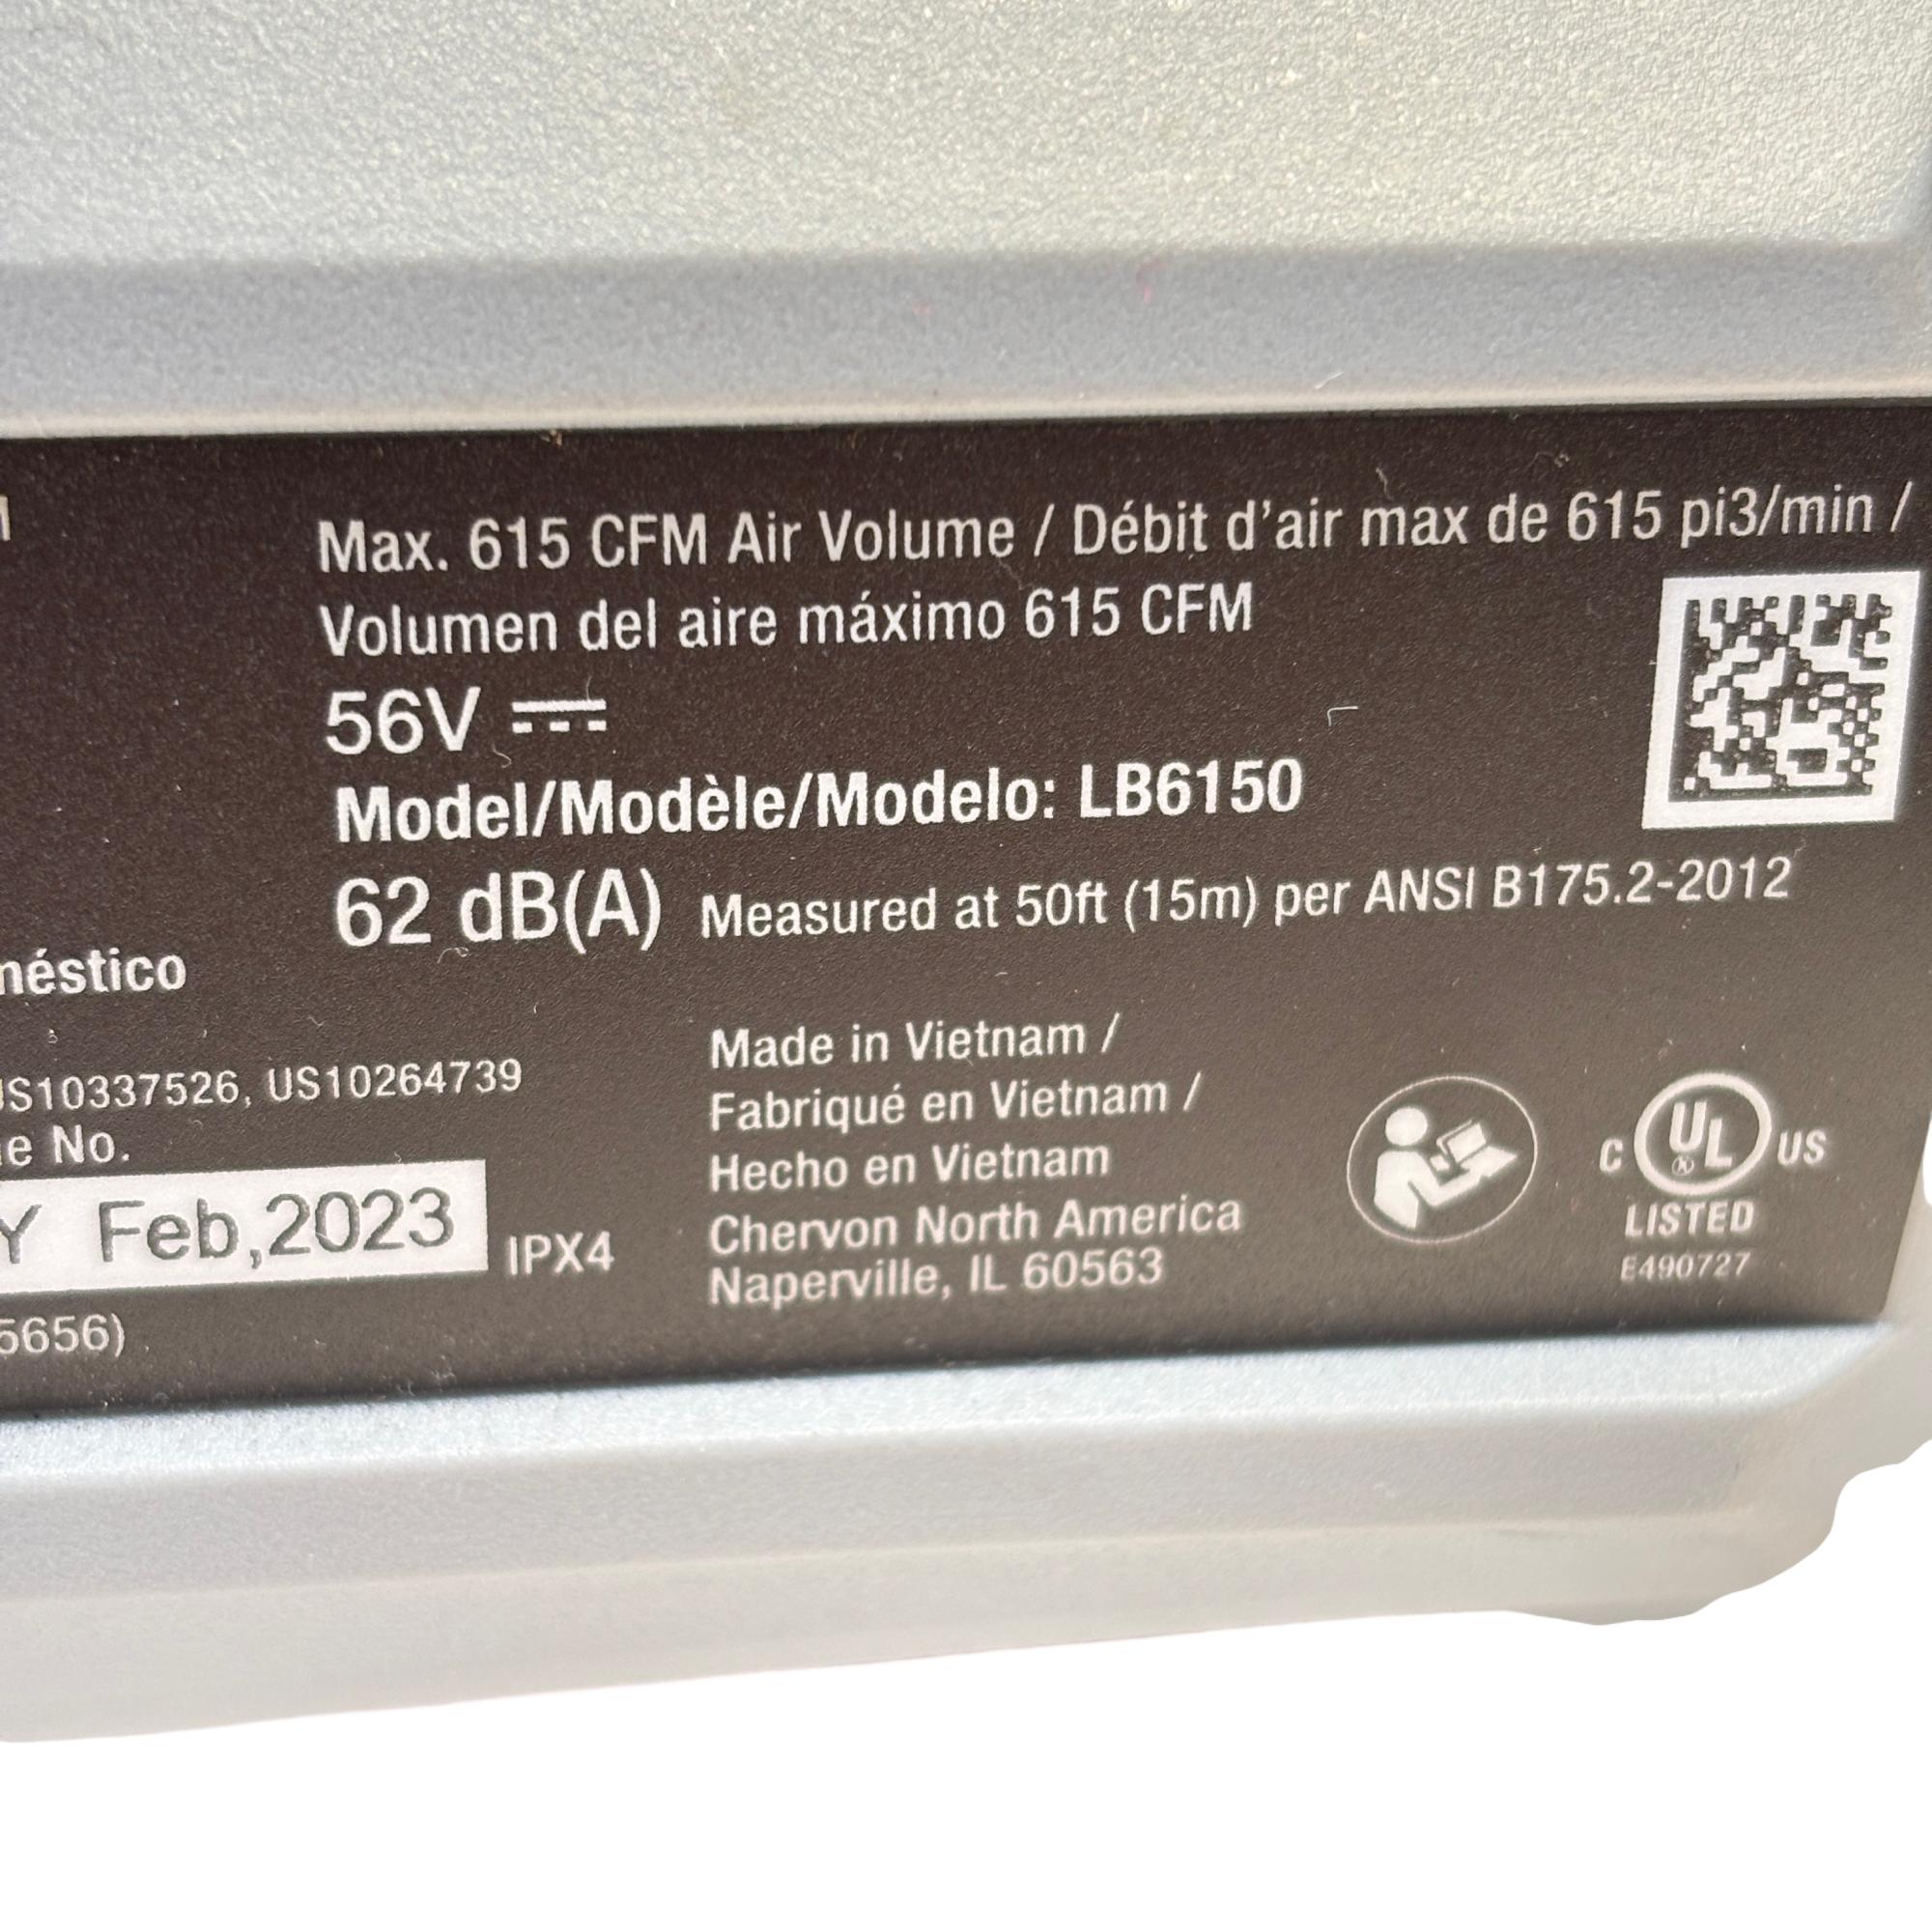 Max. 615 CFM Air Volume / Débit d'air max de 615 pi3/min /
Volumen del aire máximo 615 CFM
56V
Model/Modèle/Modelo: LB6150
62 dB(A) Measured at 50ft (15m) per ANSI B175.2-2012
US10337526, US10264739
No.
Y Feb,2023
IPX4
5656)
Made in Vietnam /
Fabriqué en Vietnam /
Hecho en Vietnam
Chervon North America
Naperville, IL 60563
C UL US
®
LISTED
E490727